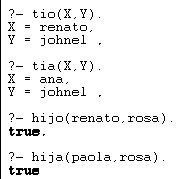 ?- tio(X,Y).
X = renato,
Y = johnel ,
?- tia(X,Y).
X = ana,
Y = johnel ,
?- hijo(renato,rosa).
true.
?- hija(paola,rosa).
true